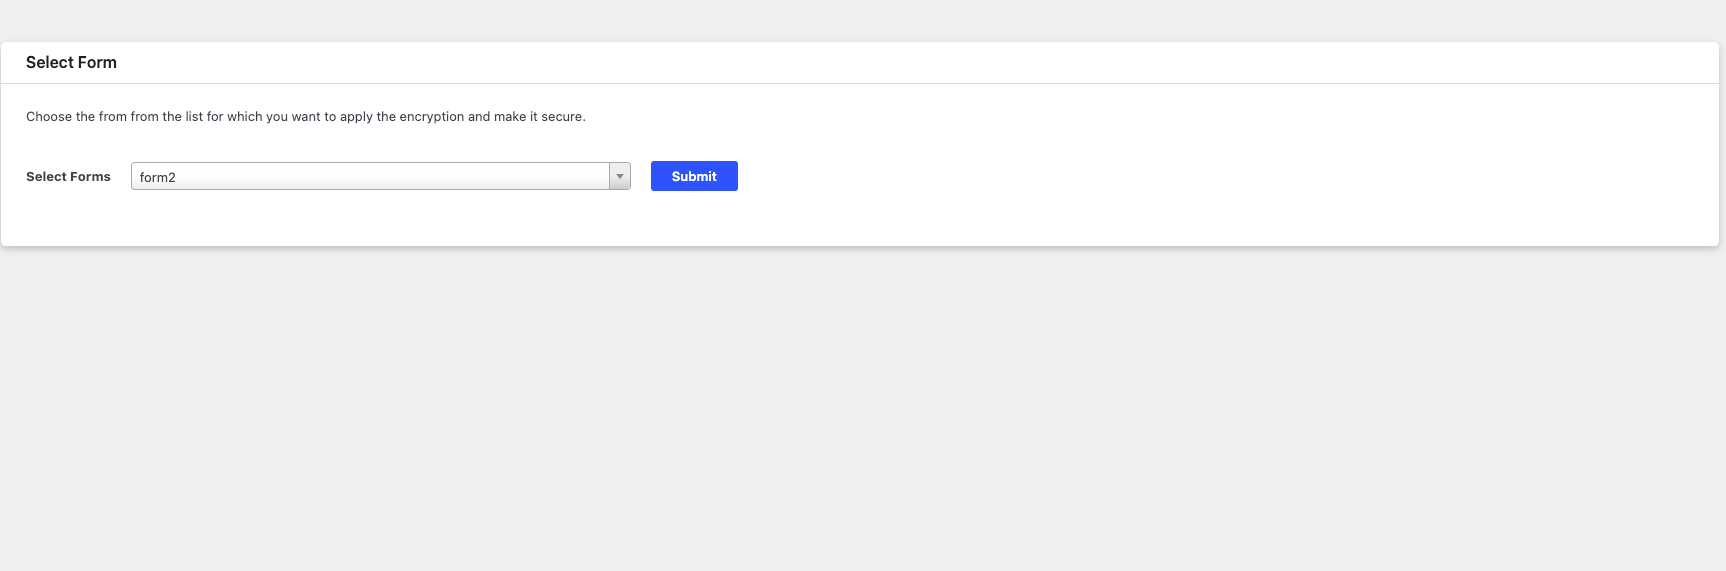 Select Form
Choose the from from the list for which you want to apply the encryption and make it secure.
Select Forms form2 Submit